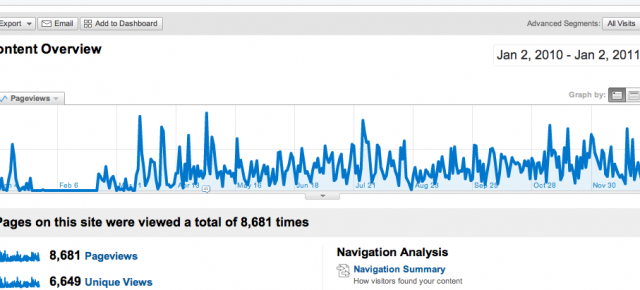 Export Email Add to Dashboard Advanced Segments: All Visits
ontent Overview
Jan 2, 2010 - Jan 2, 2011
Graph by:
Pageviews
Feb 6 May 16 Jun 18 Jul 21 Aug 23 Sep 25 Oct 28 Nov 30
Pages on this site were viewed a total of 8,681 times
8,681 Pageviews
6,649 Unique Views
Navigation Analysis
Navigation Summary
How visitors found your content